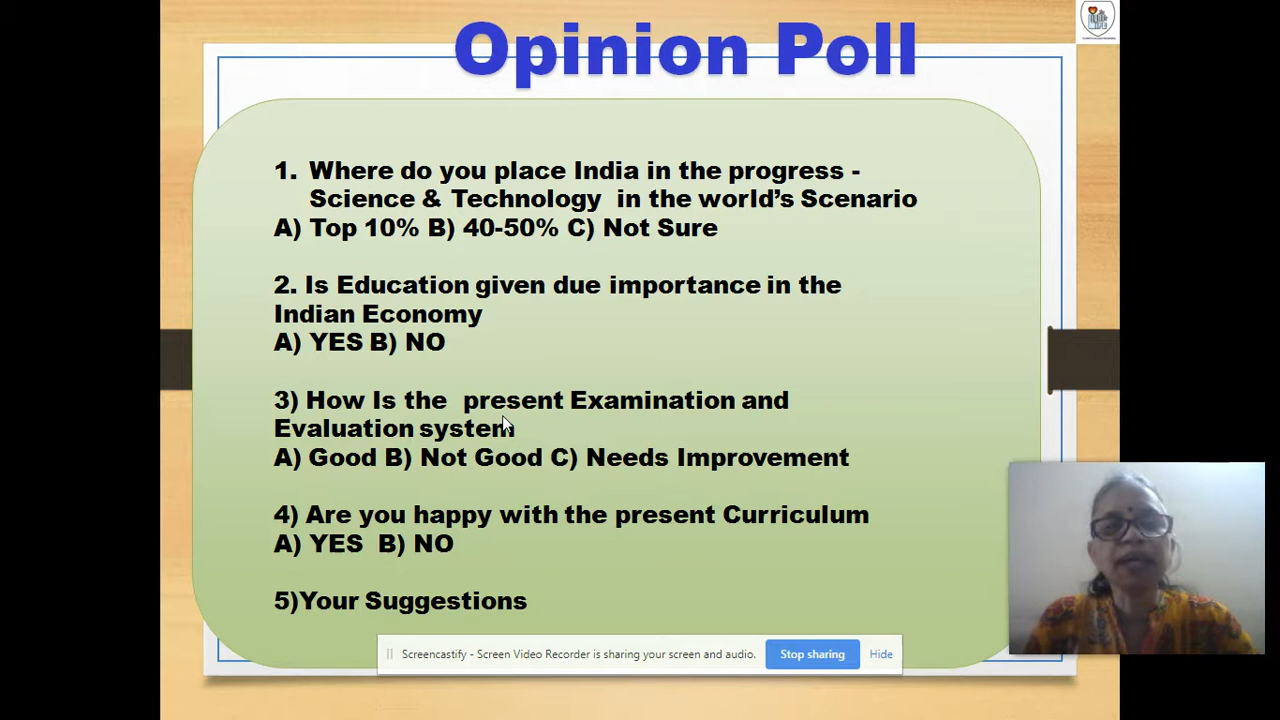 Opinion Poll
1. Where do you place India in the progress -
Science & Technology in the world’s Scenario
A) Top 10% B) 40-50% C) Not Sure
2. Is Education given due importance in the
Indian Economy
A) YES B) NO
3) How Is the present Examination and
Evaluation system
A) Good B) Not Good C) Needs Improvement
4) Are you happy with the present Curriculum
A) YES B) NO
5)Your Suggestions
Screencastify - Screen Video Recorder is sharing your screen and audio.
Stop sharing
Hide